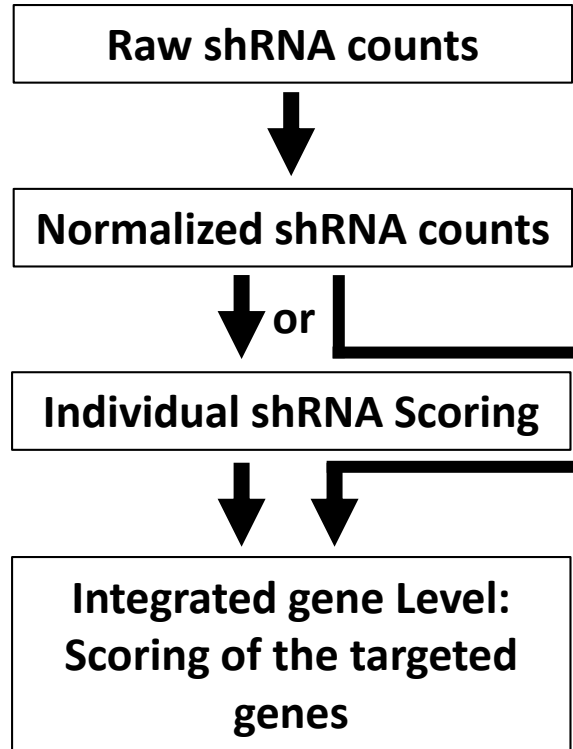 Raw shRNA counts
Normalized shRNA counts
or
Individual shRNA Scoring
Integrated gene Level:
Scoring of the targeted
genes